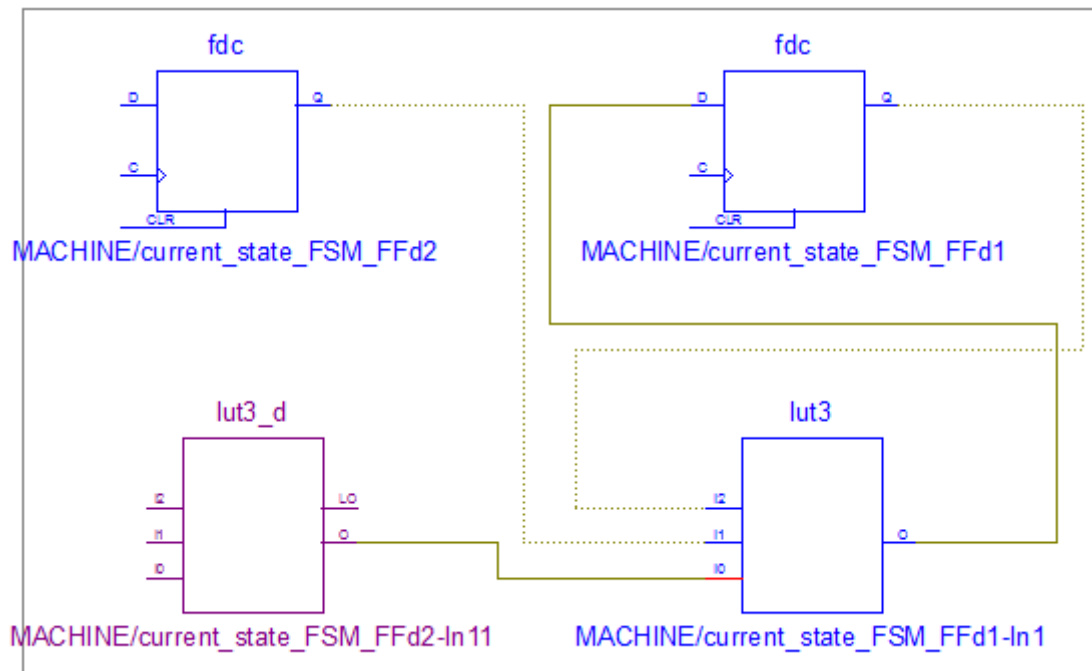 fdc
fdc
D
Q
D
Q
C
C
CLR
CLR
MACHINE/current_state_FSM_FFd2
MACHINE/current_state_FSM_FFd1
lut3_d
lut3
I2
LO
I2
I1
O
I1
O
I0
I0
MACHINE/current_state_FSM_FFd2-In11
MACHINE/current_state_FSM_FFd1-In1